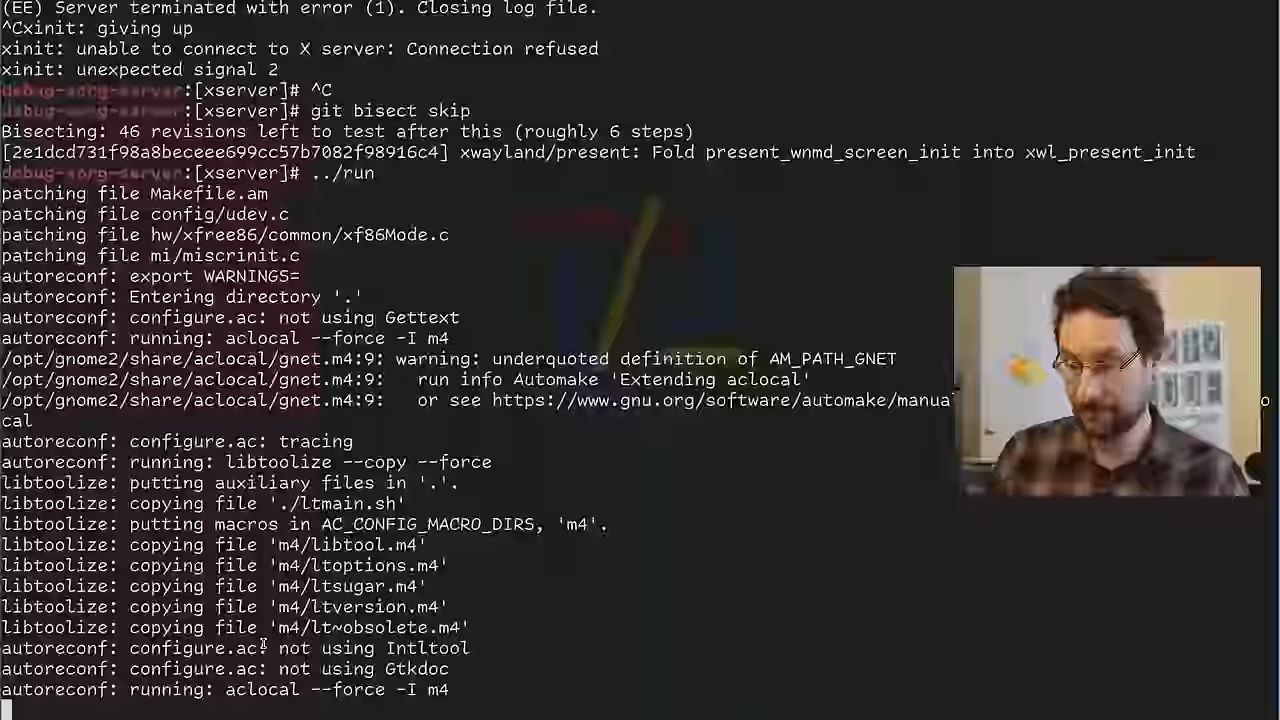 (EE) Server terminated with error (1). Closing log file.
^Cxinit: giving up
xinit: unable to connect to X server: Connection refused
xinit: unexpected signal 2
debug-xorg-server:[xserver]# ^C
debug-xorg-server:[xserver]# git bisect skip
Bisecting: 46 revisions left to test after this (roughly 6 steps)
[2e1dcd731f98a8beceee699cc57b7082f98916c4] xwayland/present: Fold present_wnmd_screen_init into xwl_present_init
debug-xorg-server:[xserver]# ../run
patching file Makefile.am
patching file config/udev.c
patching file hw/xfree86/common/xf86Mode.c
patching file mi/miscrinit.c
autoreconf: export WARNINGS=
autoreconf: Entering directory '.'
autoreconf: configure.ac: not using Gettext
autoreconf: running: aclocal --force -I m4
/opt/gnome2/share/aclocal/gnet.m4:9: warning: underquoted definition of AM_PATH_GNET
/opt/gnome2/share/aclocal/gnet.m4:9:   run info Automake 'Extending aclocal'
/opt/gnome2/share/aclocal/gnet.m4:9:   or see https://www.gnu.org/software/automake/manual o
cal
autoreconf: configure.ac: tracing
autoreconf: running: libtoolize --copy --force
libtoolize: putting auxiliary files in '.'.
libtoolize: copying file './ltmain.sh'
libtoolize: putting macros in AC_CONFIG_MACRO_DIRS, 'm4'.
libtoolize: copying file 'm4/libtool.m4'
libtoolize: copying file 'm4/ltoptions.m4'
libtoolize: copying file 'm4/ltsugar.m4'
libtoolize: copying file 'm4/ltversion.m4'
libtoolize: copying file 'm4/lt~obsolete.m4'
autoreconf: configure.ac: not using Intltool
autoreconf: configure.ac: not using Gtkdoc
autoreconf: running: aclocal --force -I m4